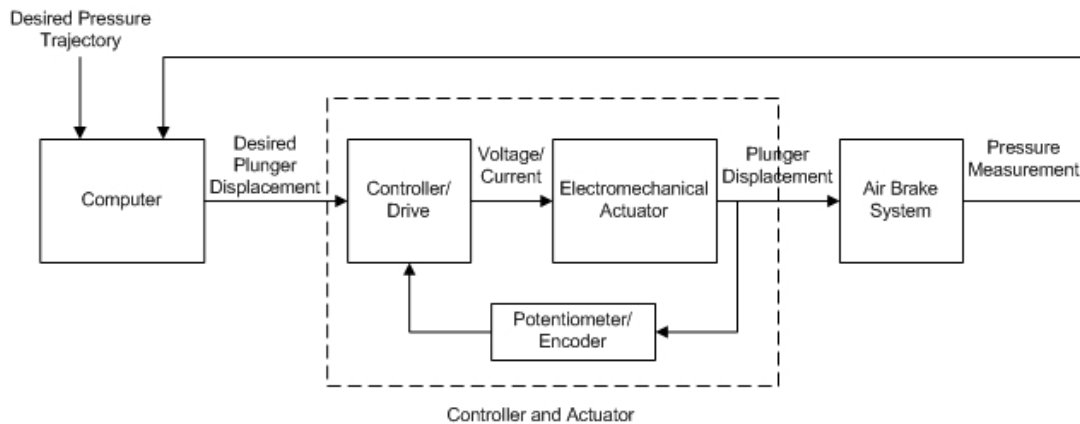 Desired Pressure
Trajectory
Computer
Desired
Plunger
Displacement
Controller/
Drive
Voltage/
Current
Electromechanical
Actuator
Plunger
Displacement
Air Brake
System
Pressure
Measurement
Potentiometer/
Encoder
Controller and Actuator